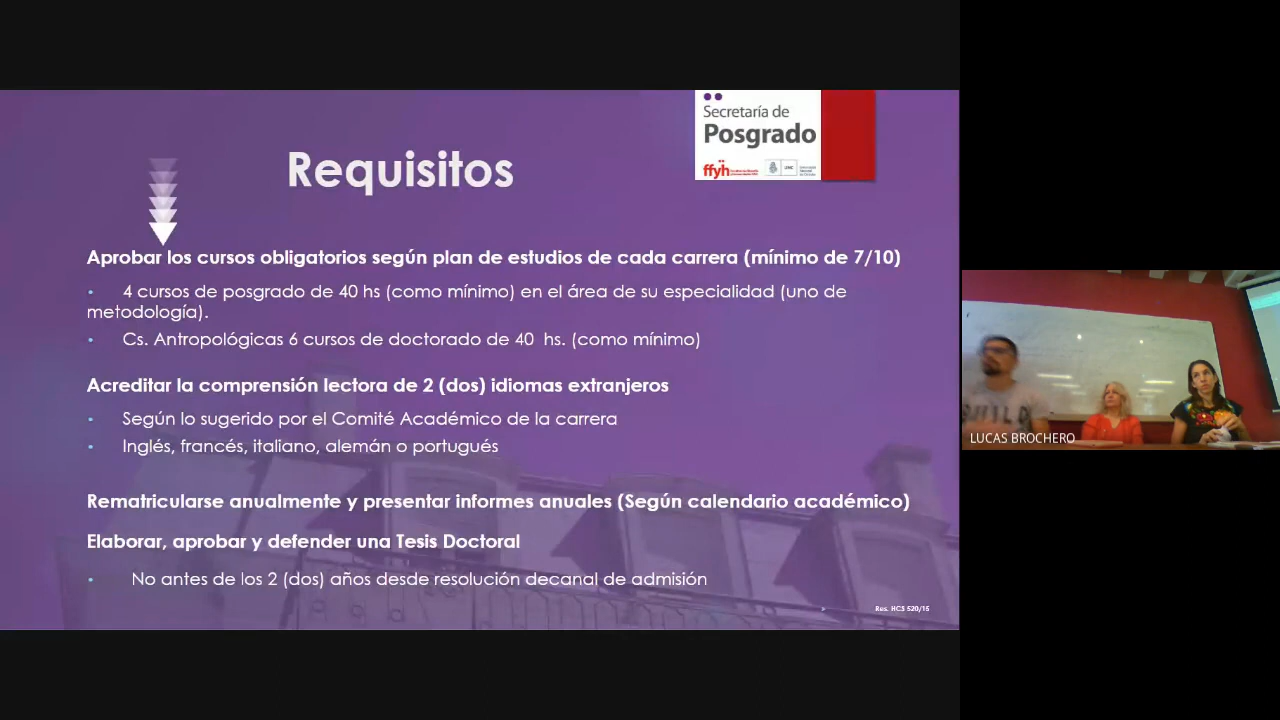 Secretaría de
Posgrado
ffyh
UNC
Requisitos
Aprobar los cursos obligatorios según plan de estudios de cada carrera (mínimo de 7/10)
4 cursos de posgrado de 40 hs (como mínimo) en el área de su especialidad (uno de
metodología).
Cs. Antropológicas 6 cursos de doctorado de 40 hs. (como mínimo)
Acreditar la comprensión lectora de 2 (dos) idiomas extranjeros
Según lo sugerido por el Comité Académico de la carrera
Inglés, francés, italiano, alemán o portugués
Rematricularse anualmente y presentar informes anuales (Según calendario académico)
Elaborar, aprobar y defender una Tesis Doctoral
No antes de los 2 (dos) años desde resolución decanal de admisión
Res. HCS 520/15
LUCAS BROCHERO